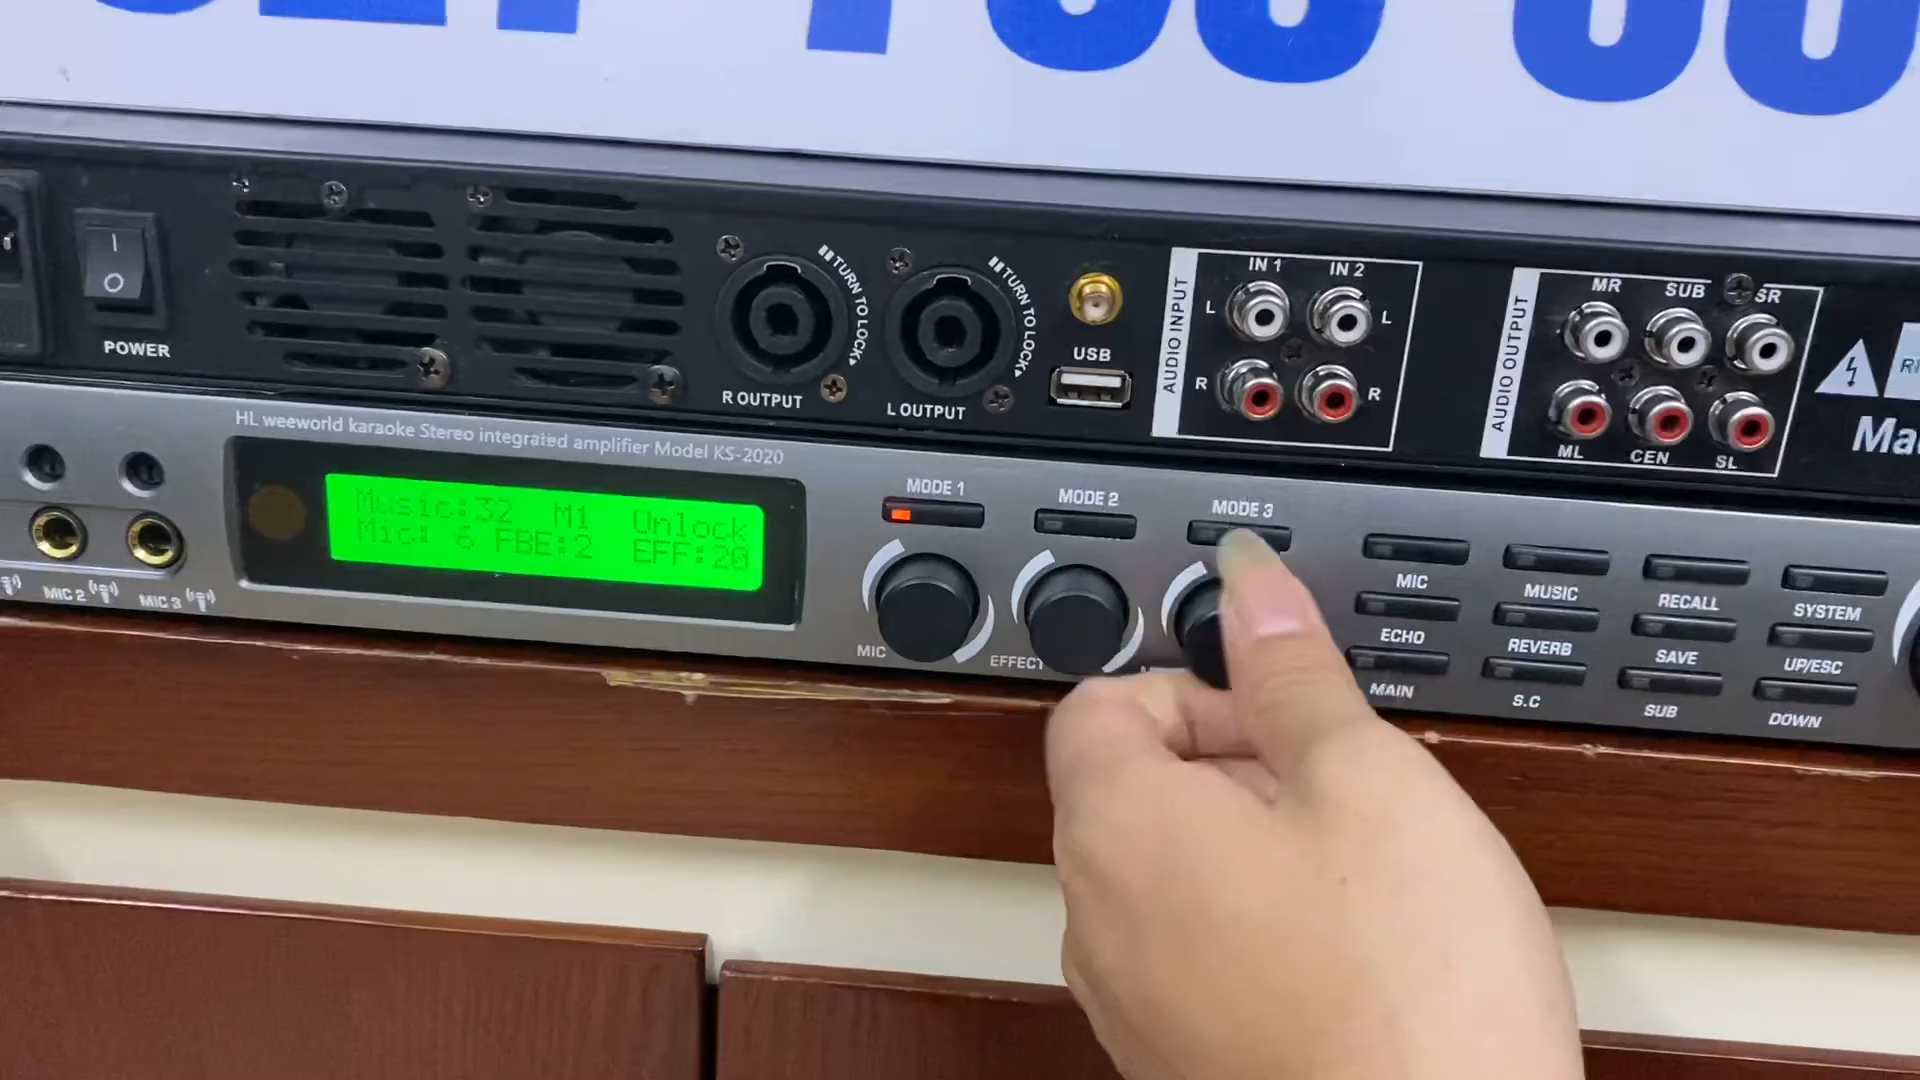 I
O
POWER
TURN TO LOCK
R OUTPUT
TURN TO LOCK
L OUTPUT
USB
AUDIO INPUT
IN 1
IN 2
L
L
R
R
AUDIO OUTPUT
MR
SUB
SR
ML
CEN
SL
Ma
HL weeworld karaoke Stereo integrated amplifier Model KS-2020
Music:32 M1 Unlock
Mic: 6 FBE:2 EFF:20
MIC 2
MIC 3
MODE 1
MODE 2
MODE 3
MIC
EFFECT
MIC
MUSIC
RECALL
SYSTEM
ECHO
REVERB
SAVE
UP/ESC
MAIN
S.C
SUB
DOWN